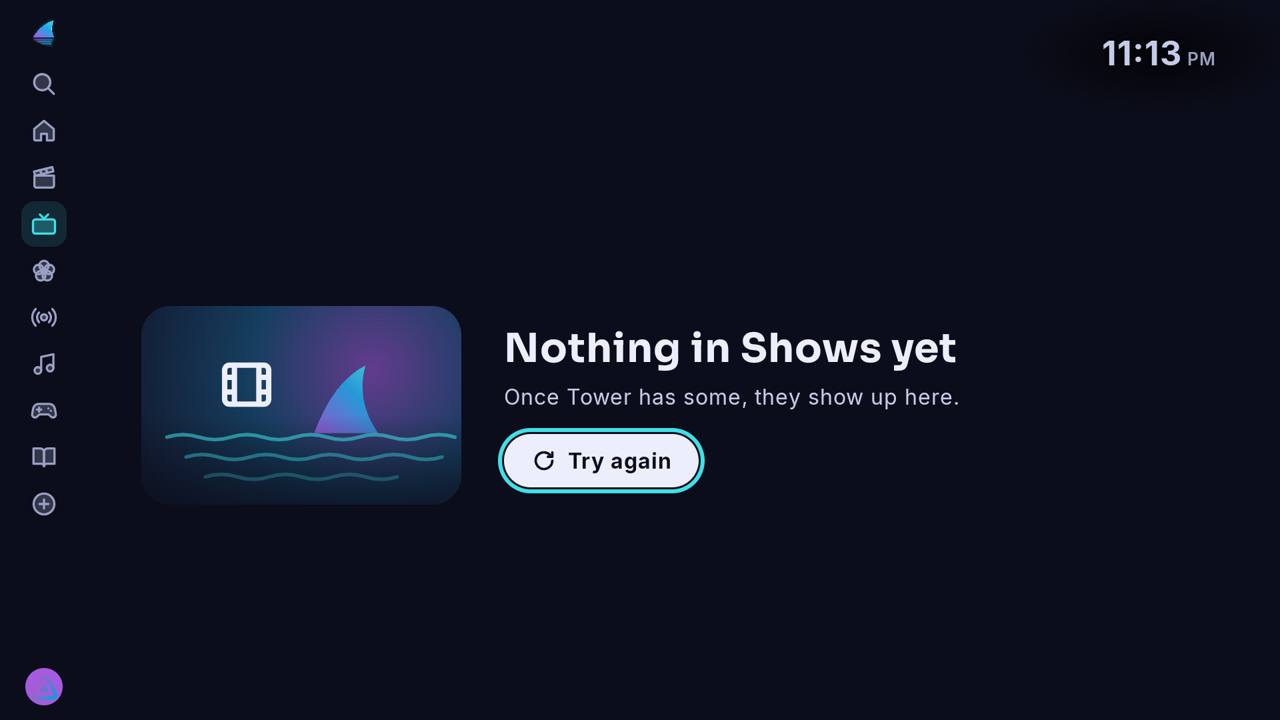 11:13 PM
Nothing in Shows yet
Once Tower has some, they show up here.
Try again